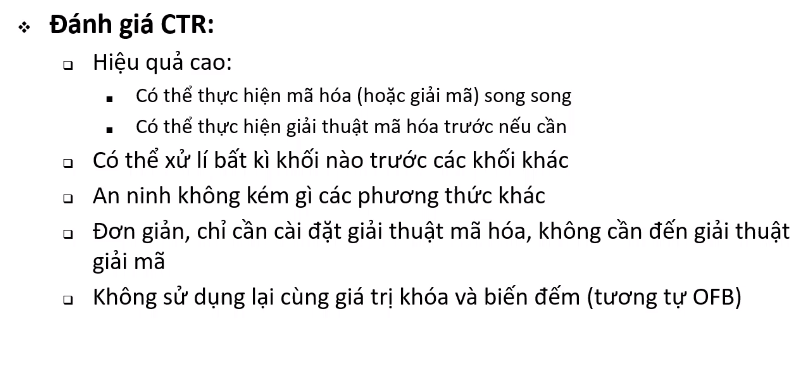 Đánh giá CTR:
Hiệu quả cao:
Có thể thực hiện mã hóa (hoặc giải mã) song song
Có thể thực hiện giải thuật mã hóa trước nếu cần
Có thể xử lí bất kì khối nào trước các khối khác
An ninh không kém gì các phương thức khác
Đơn giản, chỉ cần cài đặt giải thuật mã hóa, không cần đến giải thuật
giải mã
Không sử dụng lại cùng giá trị khóa và biến đếm (tương tự OFB)